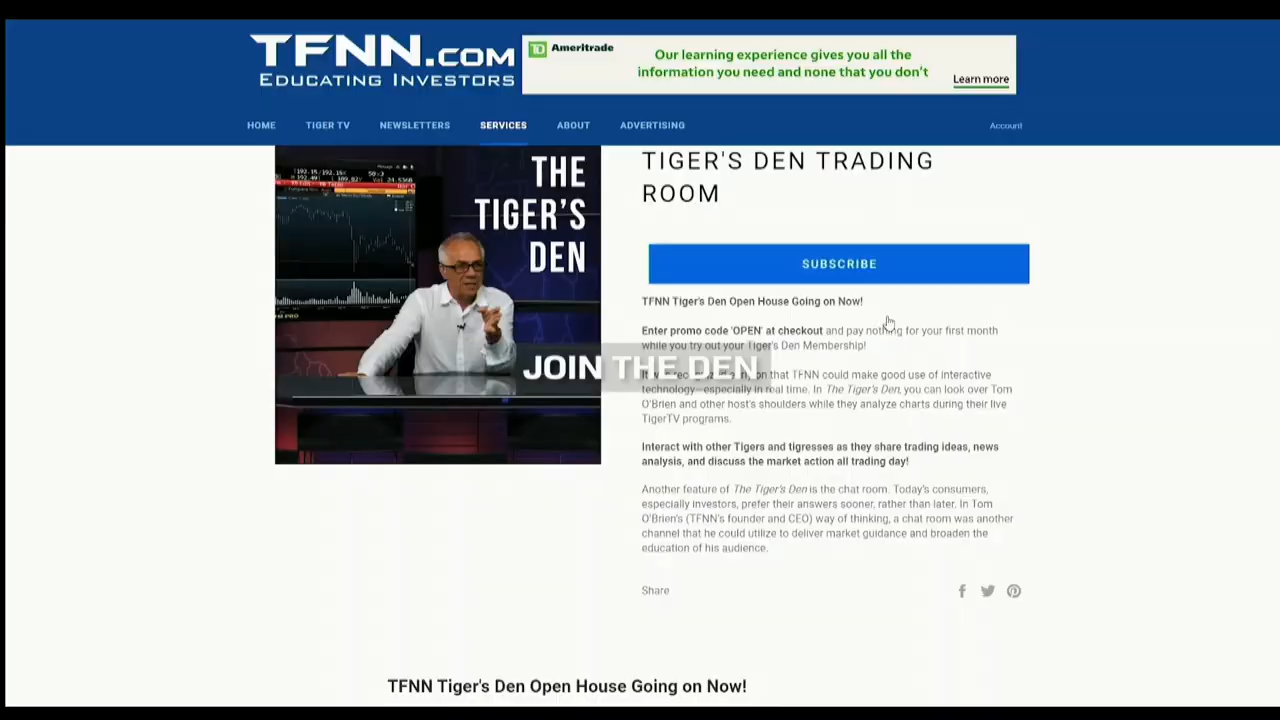 TFNN.COM
EDUCATING INVESTORS
TD Ameritrade
Our learning experience gives you all the
information you need and none that you don't
Learn more
HOME TIGER TV NEWSLETTERS SERVICES ABOUT ADVERTISING Account
THE
TIGER'S
DEN
TIGER'S DEN TRADING
ROOM
SUBSCRIBE
TFNN Tiger's Den Open House Going on Now!
Enter promo code 'OPEN' at checkout and pay nothing for your first month
while you try out your Tiger's Den Membership!
JOIN THE DEN
that TFNN could make good use of interactive
technology—especially in real time. In The Tiger's Den, you can look over Tom
O'Brien and other host's shoulders while they analyze charts during their live
TigerTV programs.
Interact with other Tigers and tigresses as they share trading ideas, news
analysis, and discuss the market action all trading day!
Another feature of The Tiger's Den is the chat room. Today's consumers,
especially investors, prefer their answers sooner, rather than later. In Tom
O'Brien's (TFNN's founder and CEO) way of thinking, a chat room was another
channel that he could utilize to deliver market guidance and broaden the
education of his audience.
Share
TFNN Tiger's Den Open House Going on Now!